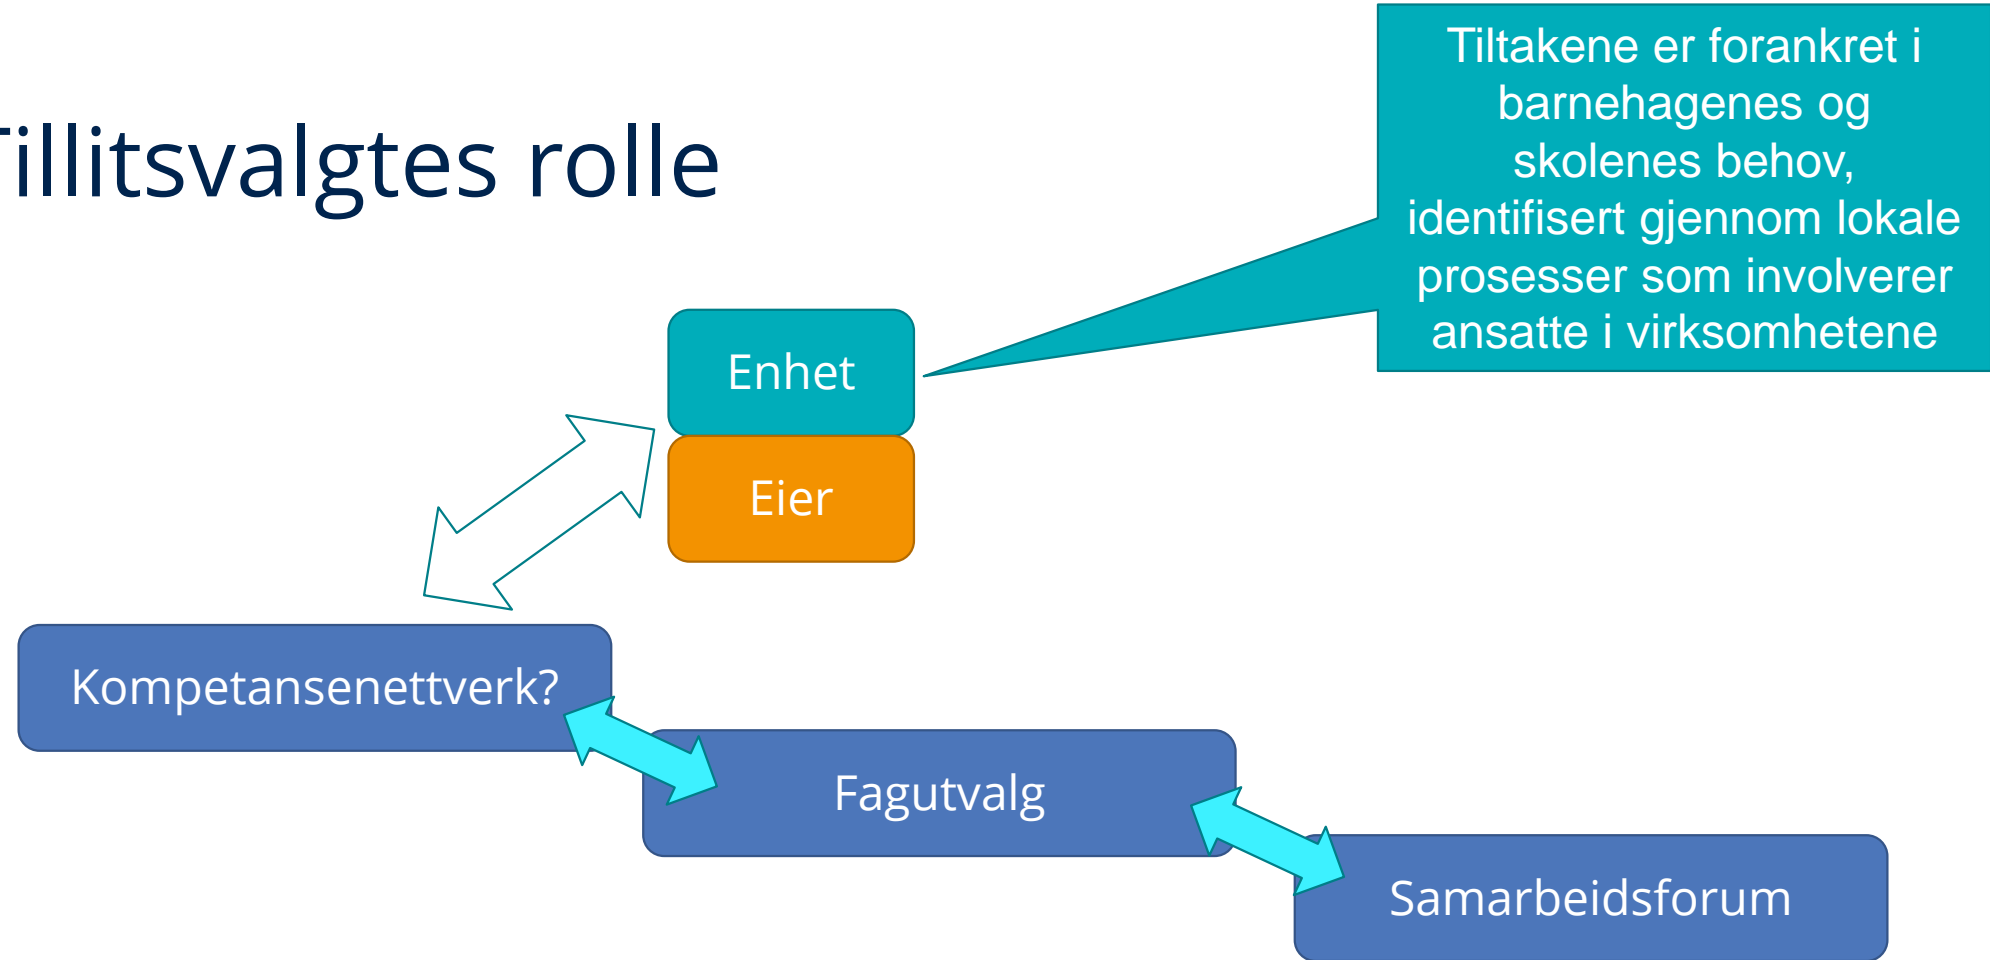 Tillitsvalgtes rolle
Tiltakene er forankret i
barnehagenes og
skolenes behov,
identifisert gjennom lokale
prosesser som involverer
ansatte i virksomhetene
Enhet
Eier
Kompetansenettverk?
Fagutvalg
Samarbeidsforum